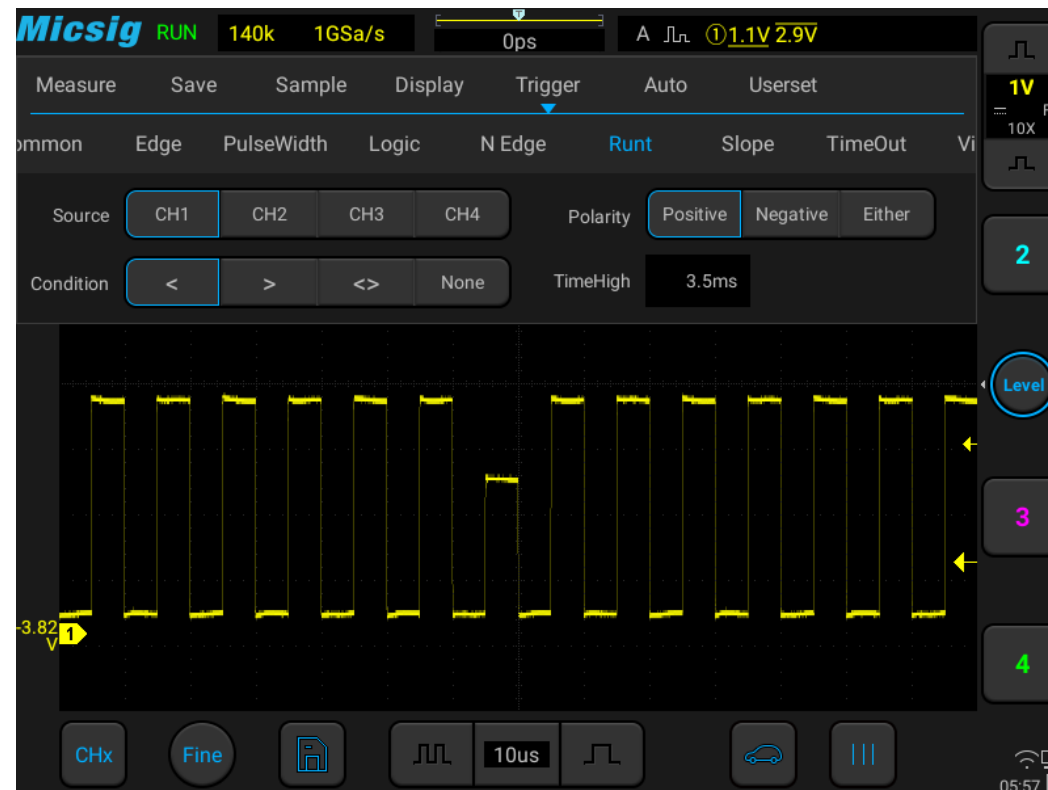 Micsig RUN 140k 1GSa/s T 0ps A ①1.1V 2.9V
Measure Save Sample Display Trigger Auto Userset
1V
10X
ommon Edge PulseWidth Logic N Edge Runt Slope TimeOut Vi
Source CH1 CH2 CH3 CH4 Polarity Positive Negative Either
2
Condition < > <> None TimeHigh 3.5ms
Level
3
-3.82
V
1
4
CHx Fine 10us
05:57